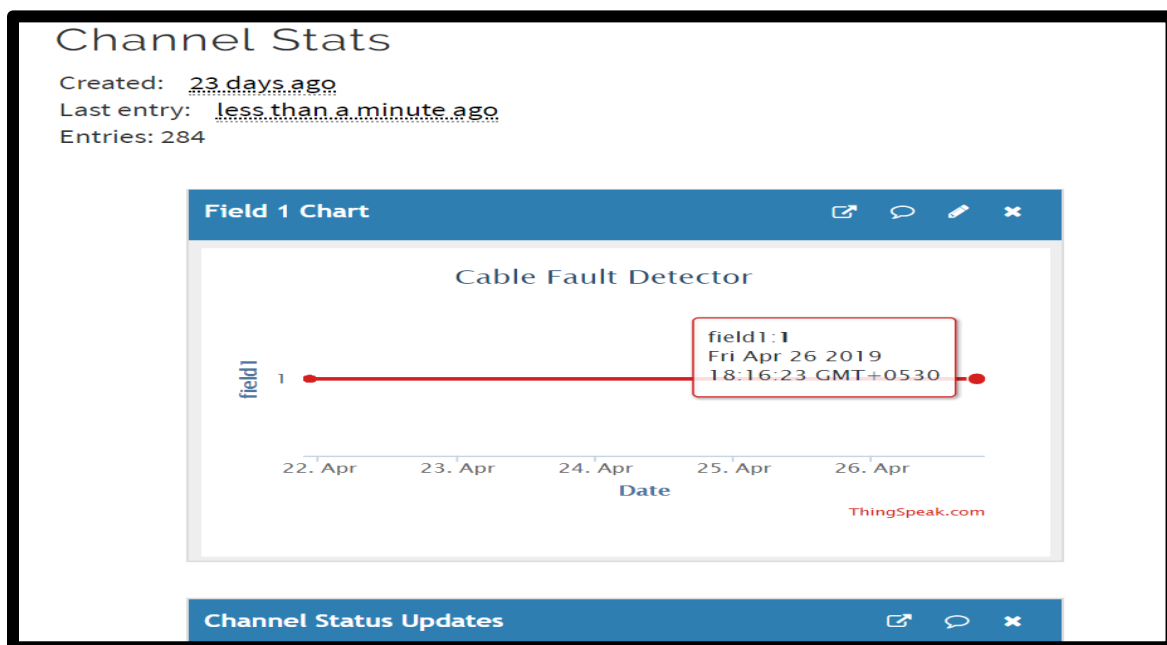 Channel Stats
Created: 23 days ago
Last entry: less than a minute ago
Entries: 284
Field 1 Chart
Cable Fault Detector
field1:1
Fri Apr 26 2019
18:16:23 GMT+0530
field1
1
22. Apr 23. Apr 24. Apr 25. Apr 26. Apr
Date
ThingSpeak.com
Channel Status Updates